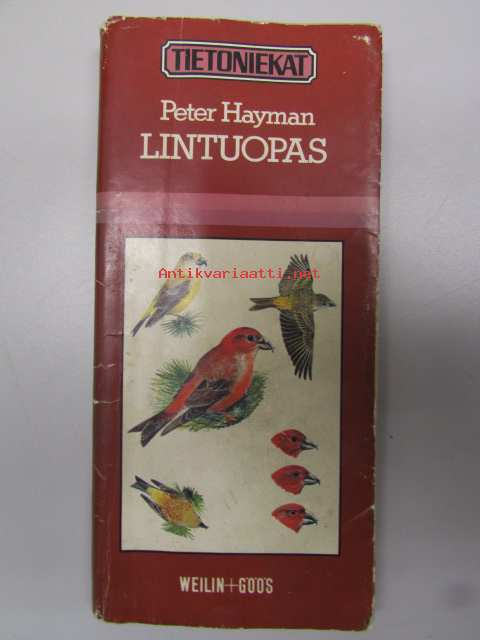 TIETONIEKAT
Peter Hayman
LINTUOPAS
Antikvariaatti.net
WEILIN+GÖÖS